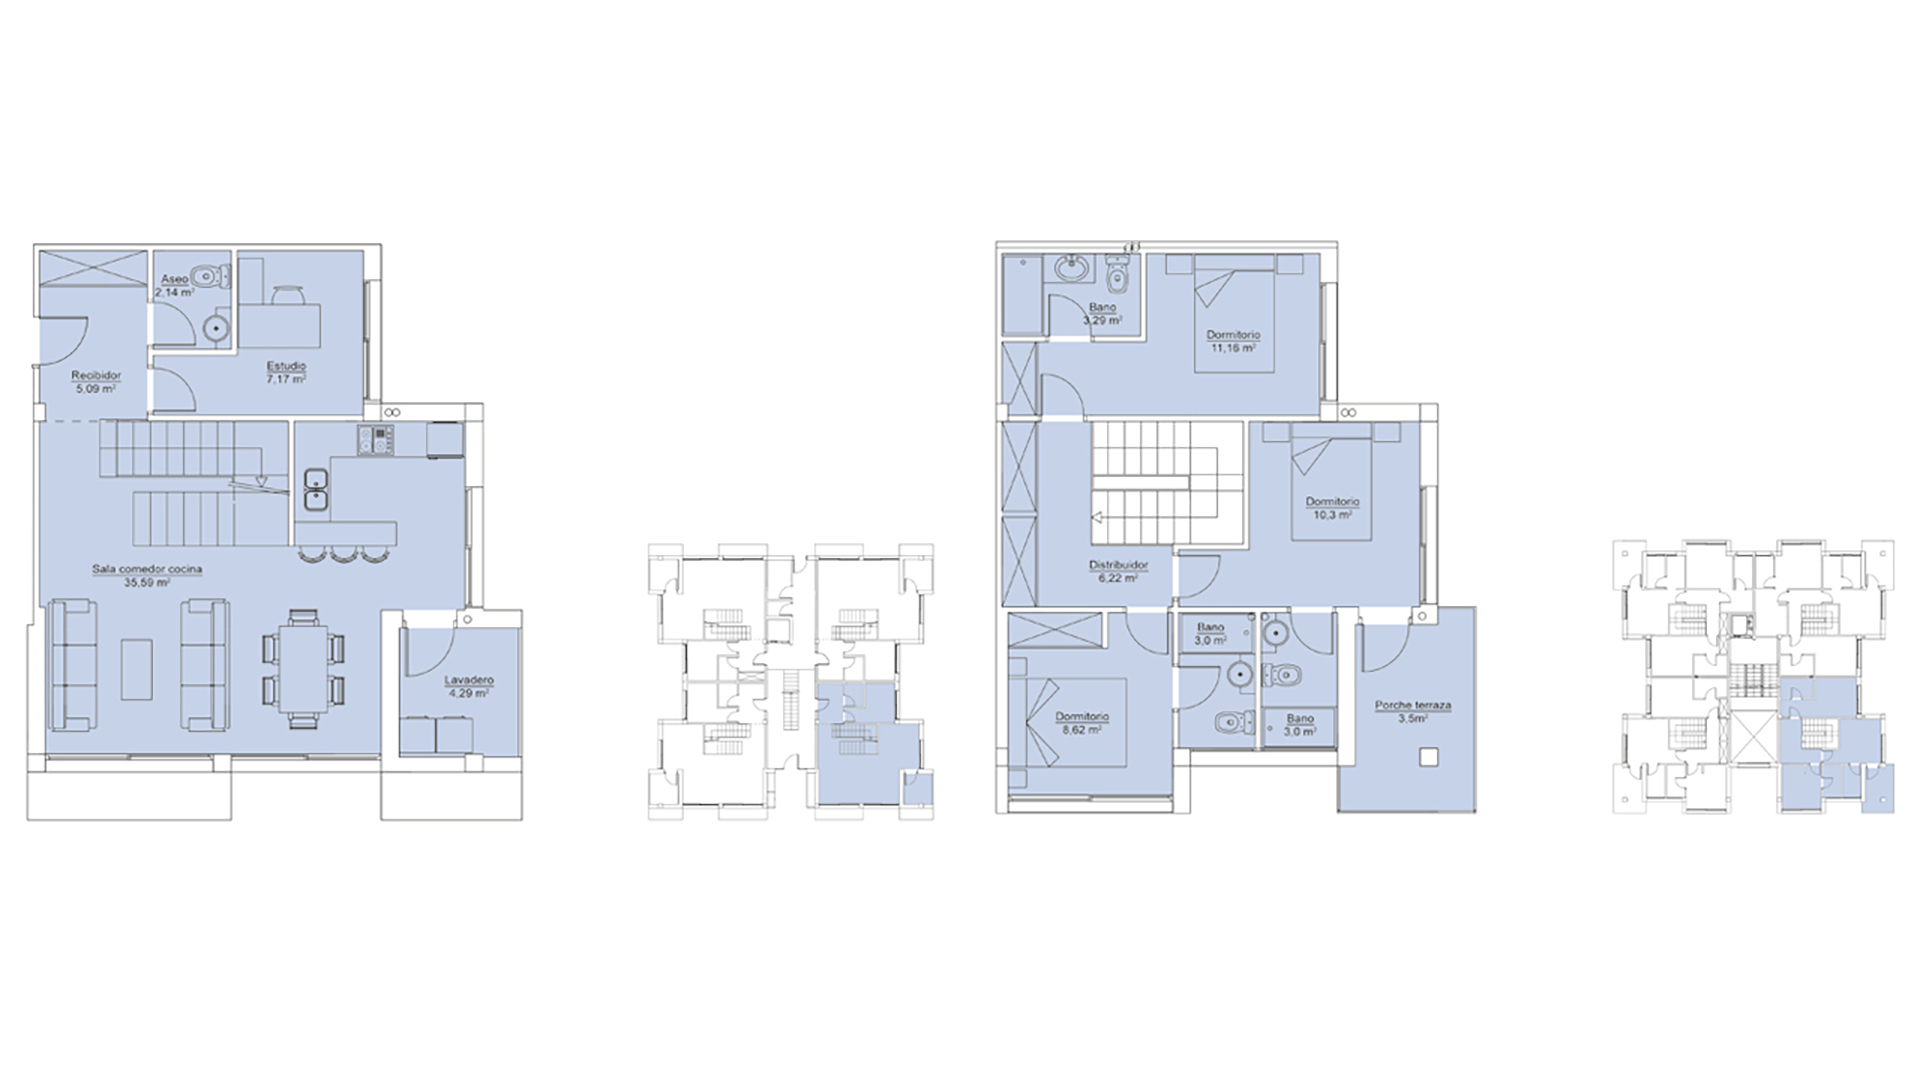 Aseo
2,14 m²
Estudio
7,17 m²
Recibidor
5,09 m²
Sala comedor cocina
35,59 m²
Lavadero
4,29 m²
Bano
3,29 m²
Dormitorio
11,16 m²
Dormitorio
10,3 m²
Distribuidor
6,22 m²
Bano
3,0 m²
Dormitorio
8,62 m²
Bano
3,0 m²
Porche terraza
3,5m²